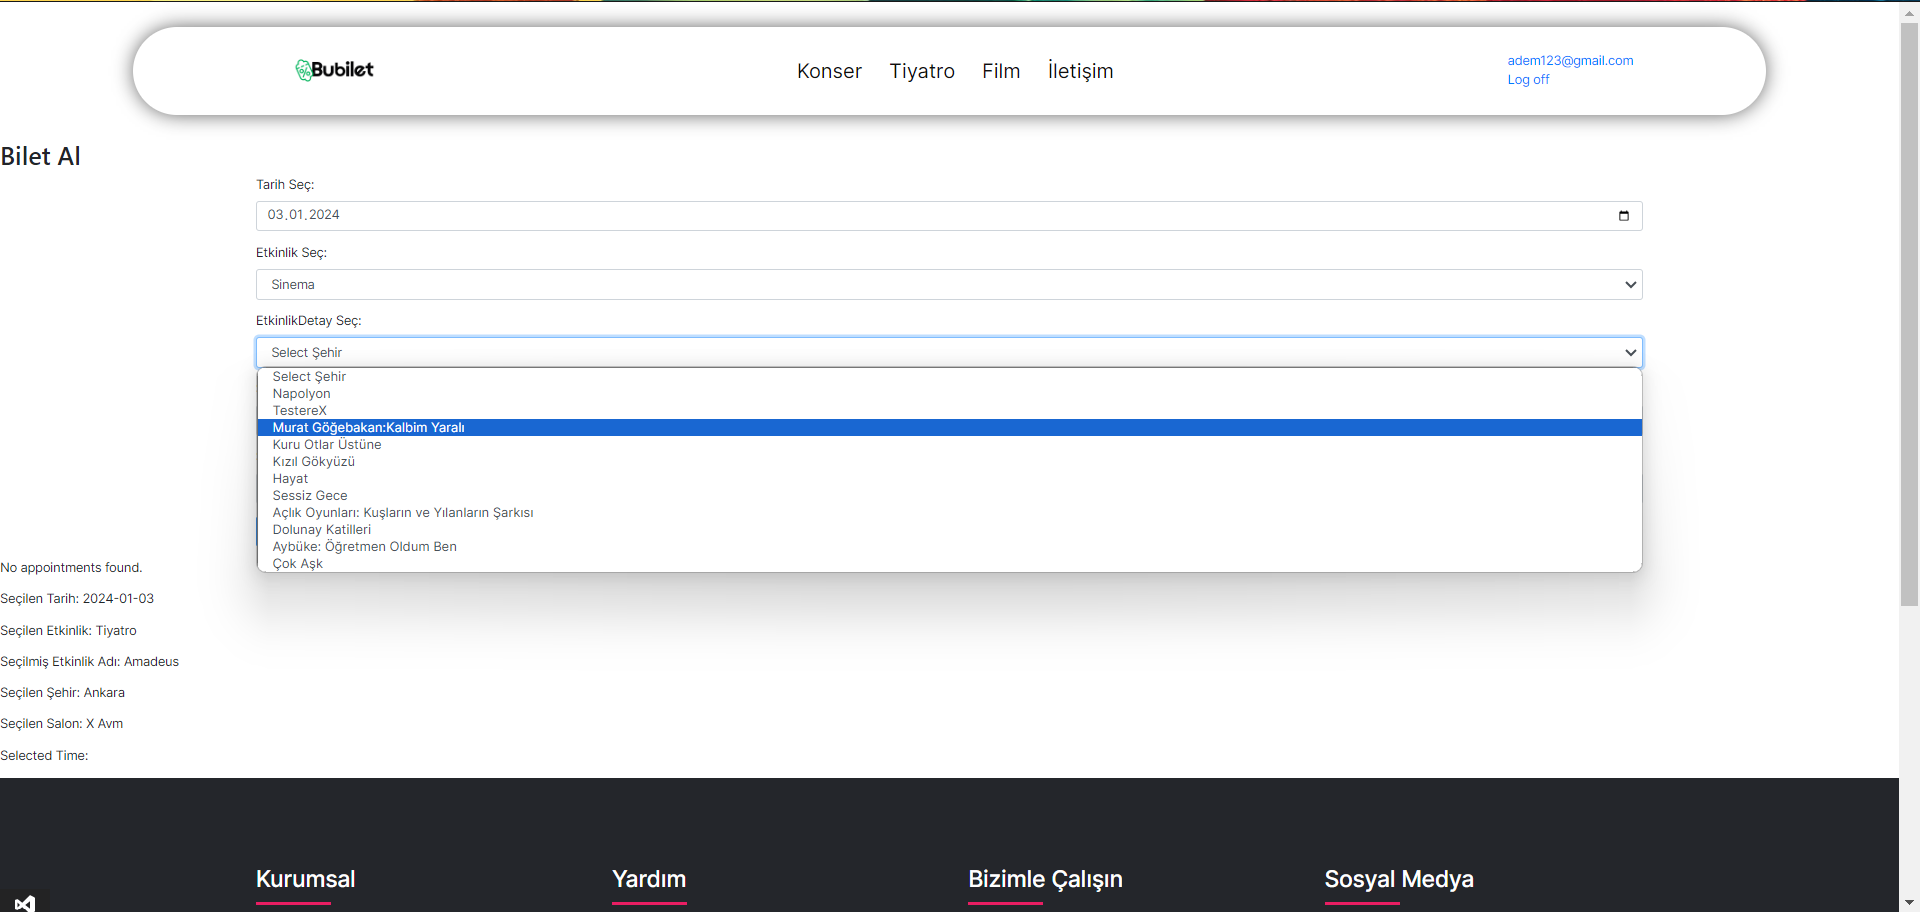 Bubilet
Konser Tiyatro Film İletişim
adem123@gmail.com
Log off
Bilet Al
Tarih Seç:
03.01.2024
Etkinlik Seç:
Sinema
EtkinlikDetay Seç:
Select Şehir
Select Şehir
Napolyon
TestereX
Murat Göğebakan:Kalbim Yaralı
Kuru Otlar Üstüne
Kızıl Gökyüzü
Hayat
Sessiz Gece
Açlık Oyunları: Kuşların ve Yılanların Şarkısı
Dolunay Katilleri
Aybüke: Öğretmen Oldum Ben
Çok Aşk
No appointments found.
Seçilen Tarih: 2024-01-03
Seçilen Etkinlik: Tiyatro
Seçilmiş Etkinlik Adı: Amadeus
Seçilen Şehir: Ankara
Seçilen Salon: X Avm
Selected Time:
Kurumsal Yardım Bizimle Çalışın Sosyal Medya